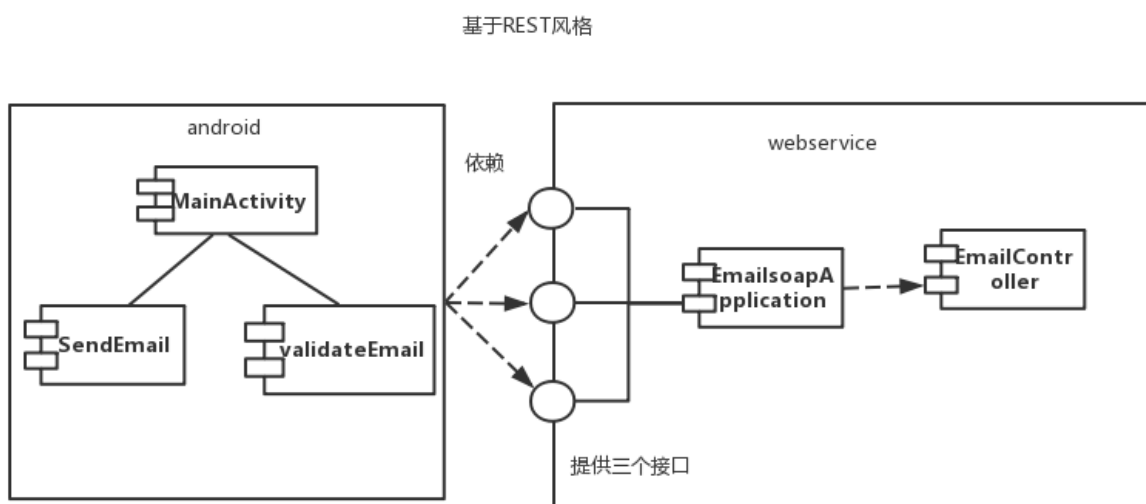 基于REST风格
android
webservice
依赖
MainActivity
EmailsoapA
pplication
EmailContr
oller
SendEmail
validateEmail
提供三个接口